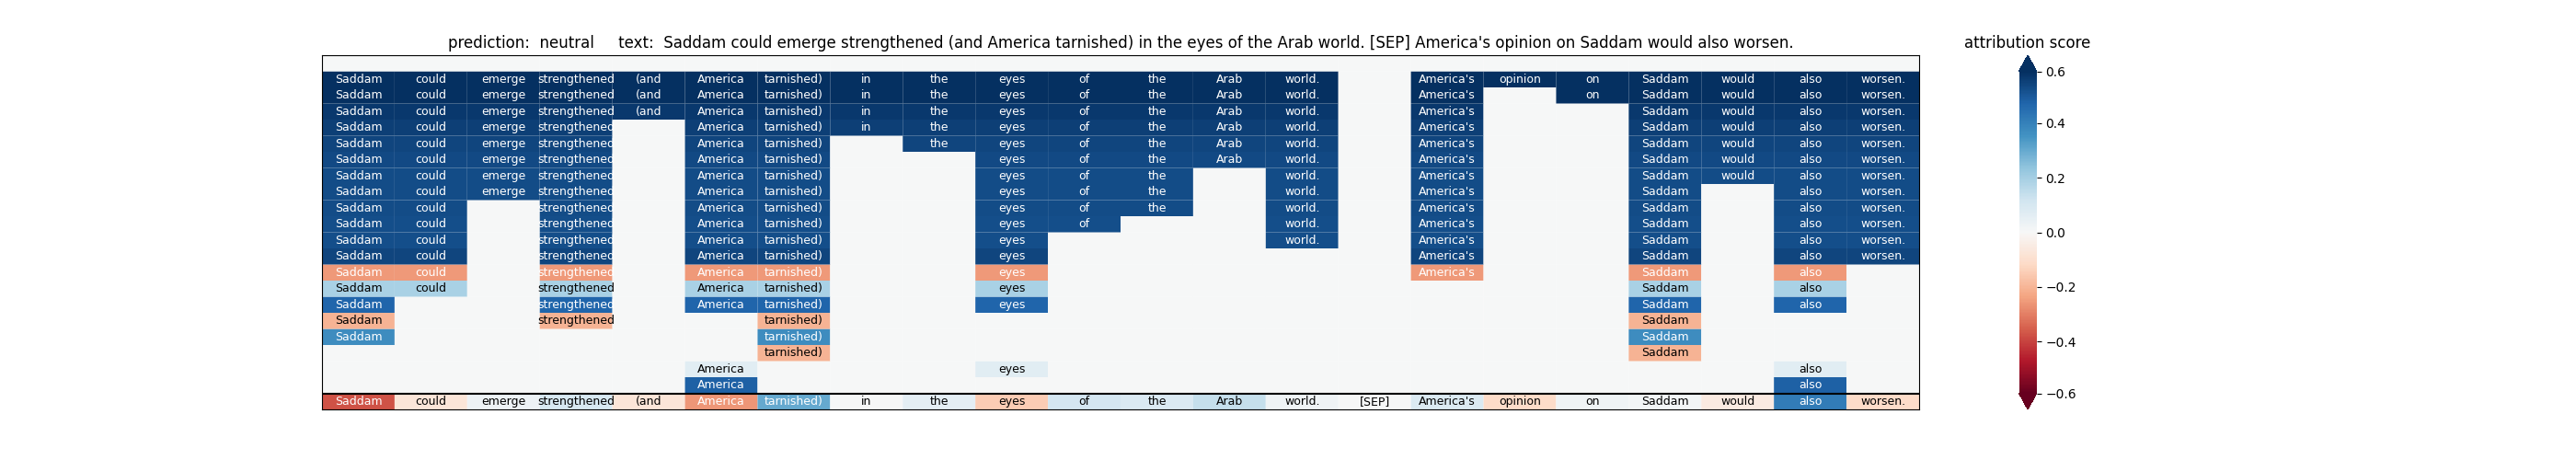 prediction: neutral text: Saddam could emerge strengthened (and America tarnished) in the eyes of the Arab world. [SEP] America's opinion on Saddam would also worsen.
attribution score
Saddam could emerge strengthened (and America tarnished) in the eyes of the Arab world. America's opinion on Saddam would also worsen.
Saddam could emerge strengthened (and America tarnished) in the eyes of the Arab world. America's on Saddam would also worsen.
Saddam could emerge strengthened (and America tarnished) in the eyes of the Arab world. America's Saddam would also worsen.
Saddam could emerge strengthened America tarnished) in the eyes of the Arab world. America's Saddam would also worsen.
Saddam could emerge strengthened America tarnished) the eyes of the Arab world. America's Saddam would also worsen.
Saddam could emerge strengthened America tarnished) eyes of the Arab world. America's Saddam would also worsen.
Saddam could emerge strengthened America tarnished) eyes of the world. America's Saddam would also worsen.
Saddam could emerge strengthened America tarnished) eyes of the world. America's Saddam also worsen.
Saddam could strengthened America tarnished) eyes of the world. America's Saddam also worsen.
Saddam could strengthened America tarnished) eyes of world. America's Saddam also worsen.
Saddam could strengthened America tarnished) eyes world. America's Saddam also worsen.
Saddam could strengthened America tarnished) eyes America's Saddam also worsen.
Saddam could strengthened America tarnished) eyes America's Saddam also
Saddam could strengthened America tarnished) eyes Saddam also
Saddam strengthened America tarnished) eyes Saddam also
Saddam strengthened tarnished) Saddam
Saddam tarnished) Saddam
tarnished) Saddam
America eyes also
America also
Saddam could emerge strengthened (and America tarnished) in the eyes of the Arab world. [SEP] America's opinion on Saddam would also worsen.
0.6
0.4
0.2
0.0
−0.2
−0.4
−0.6